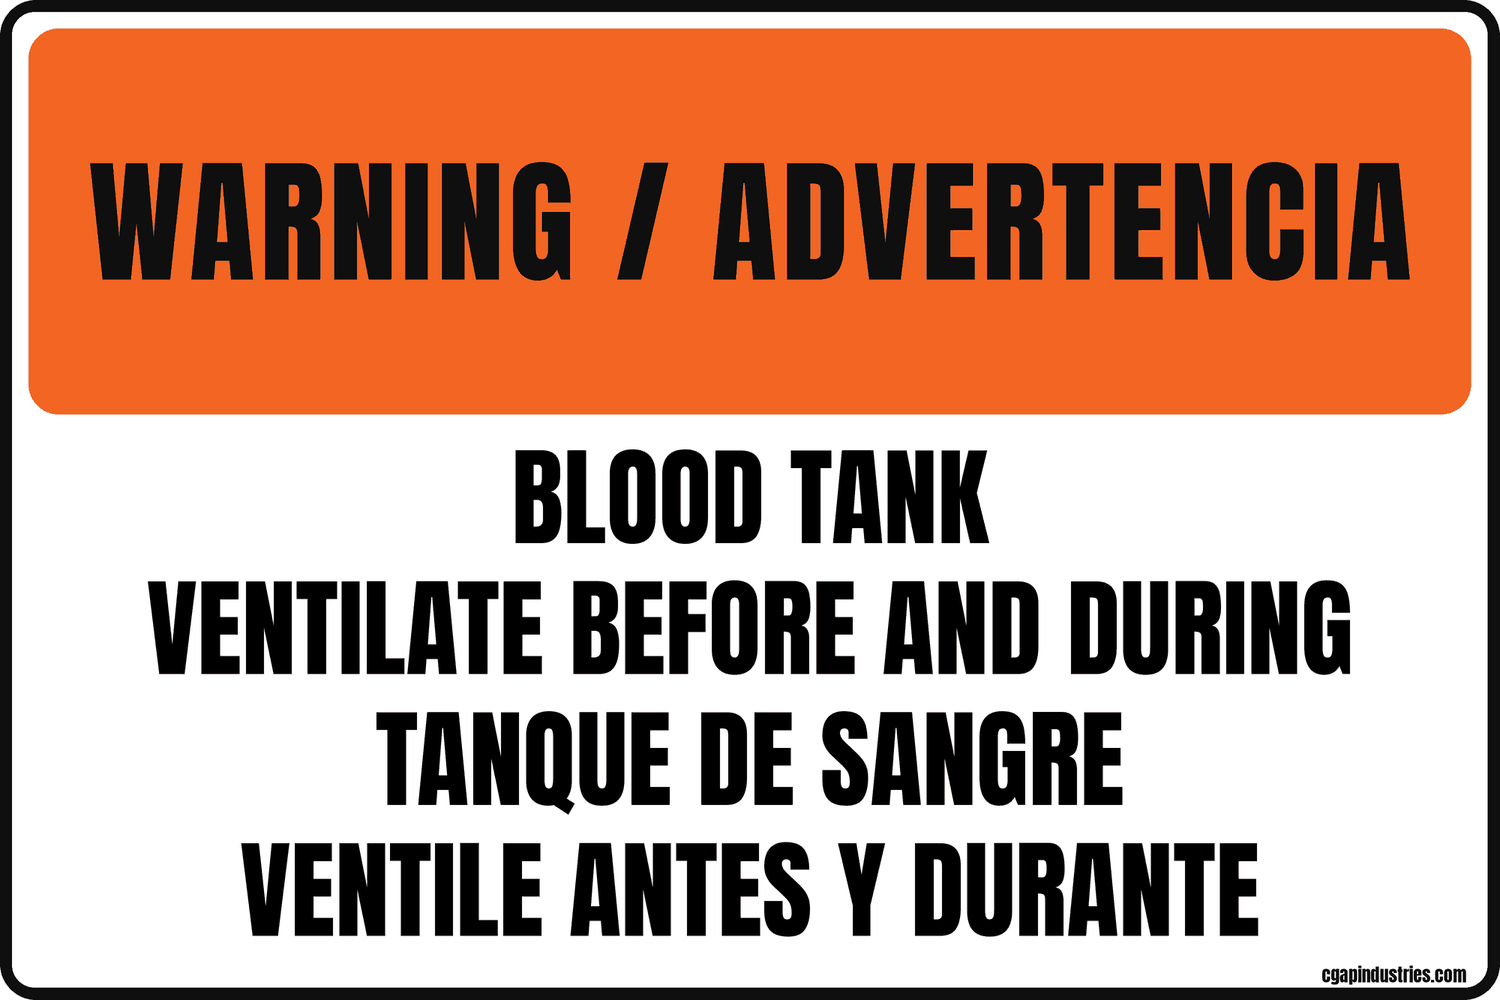 WARNING / ADVERTENCIA
BLOOD TANK
VENTILATE BEFORE AND DURING
TANQUE DE SANGRE
VENTILE ANTES Y DURANTE
cgapindustries.com